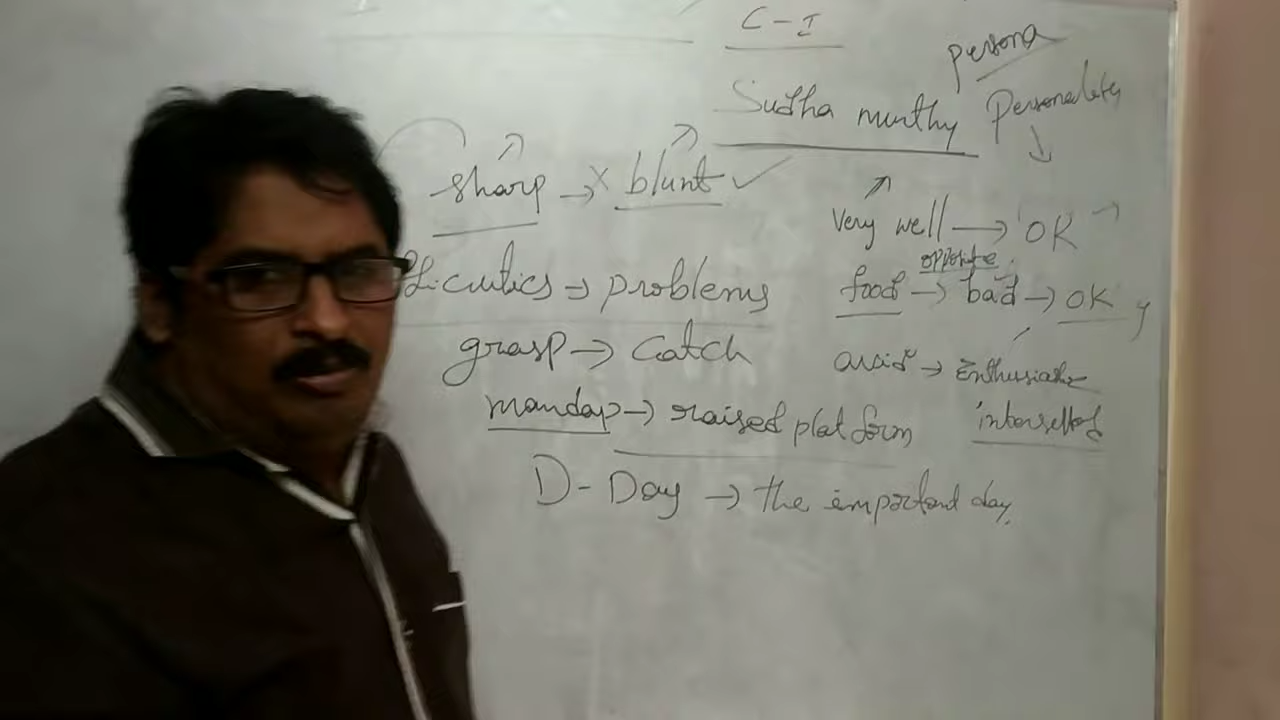 C-I
persona
Sudha murthy Personality
sharp → × blunt ✓
Very well → OK
opposite
ficulties → problems
food → bad → OK
grasp → Catch
avoid → Enthusiastic
mandap → raised platform
D-Day → the important day.